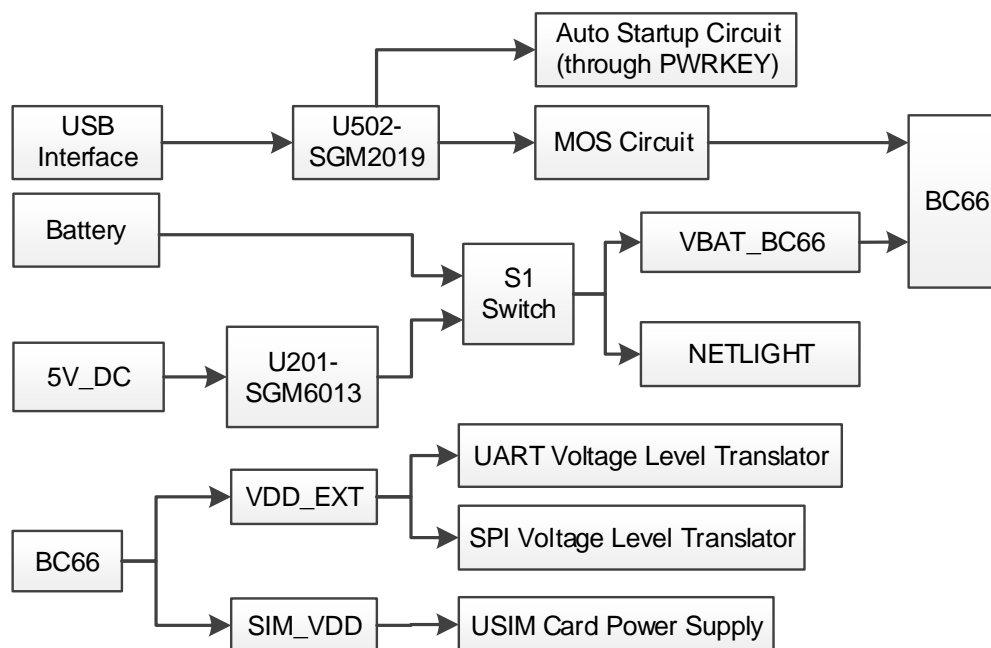 Auto Startup Circuit
(through PWRKEY)
USB
Interface
U502-
SGM2019
MOS Circuit
BC66
Battery
S1
Switch
VBAT_BC66
NETLIGHT
5V_DC
U201-
SGM6013
UART Voltage Level Translator
VDD_EXT
SPI Voltage Level Translator
BC66
SIM_VDD
USIM Card Power Supply